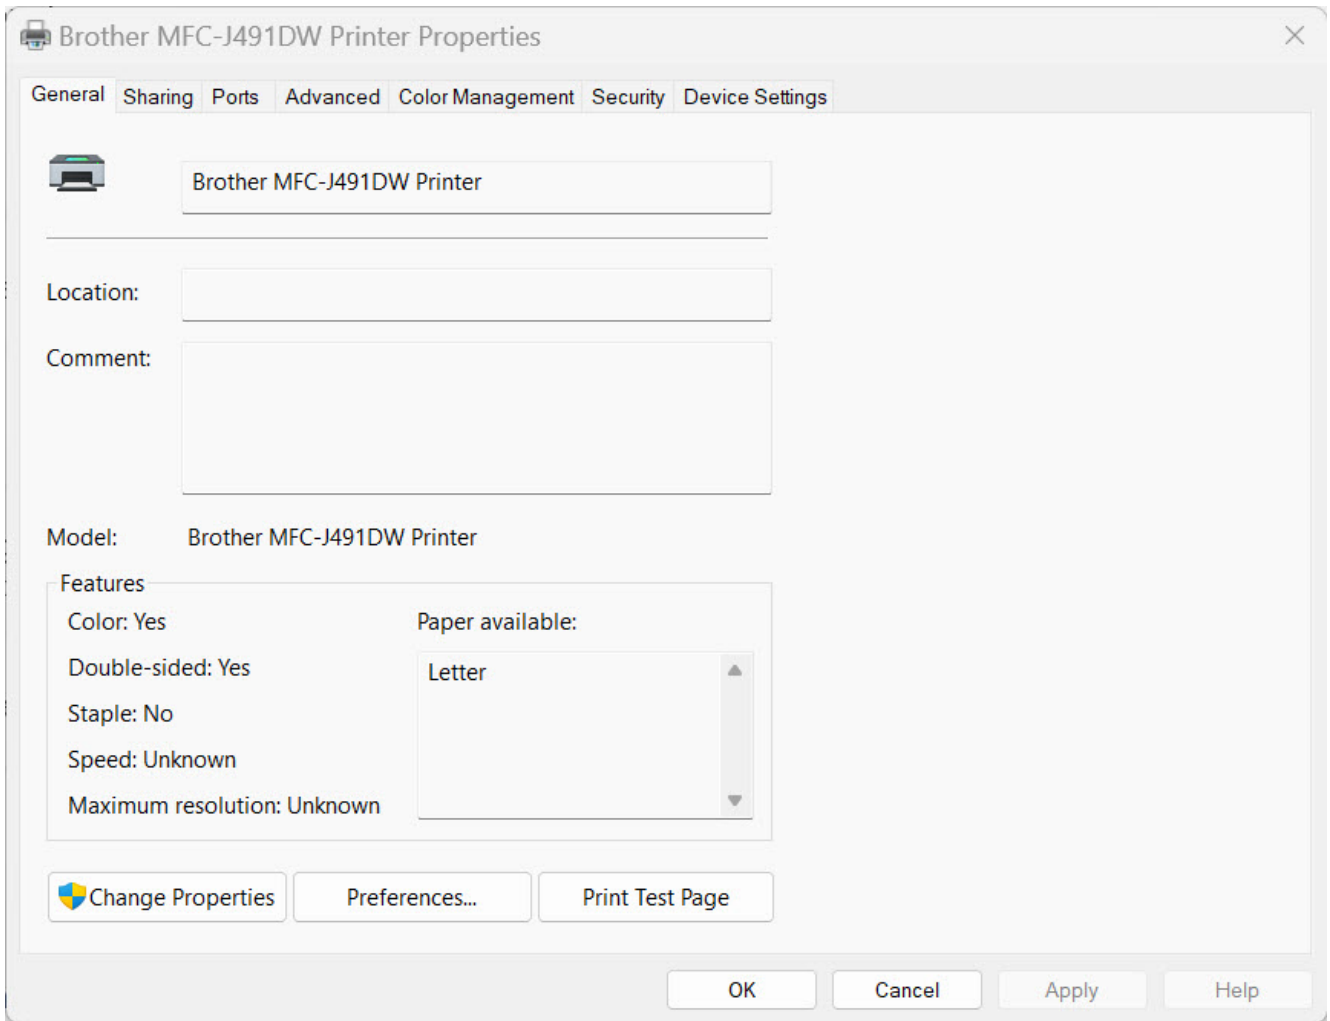 Brother MFC-J491DW Printer Properties
General Sharing Ports Advanced Color Management Security Device Settings
Brother MFC-J491DW Printer
Location:
Comment:
Model: Brother MFC-J491DW Printer
Features
Color: Yes Paper available:
Double-sided: Yes Letter
Staple: No
Speed: Unknown
Maximum resolution: Unknown
Change Properties Preferences... Print Test Page
OK Cancel Apply Help